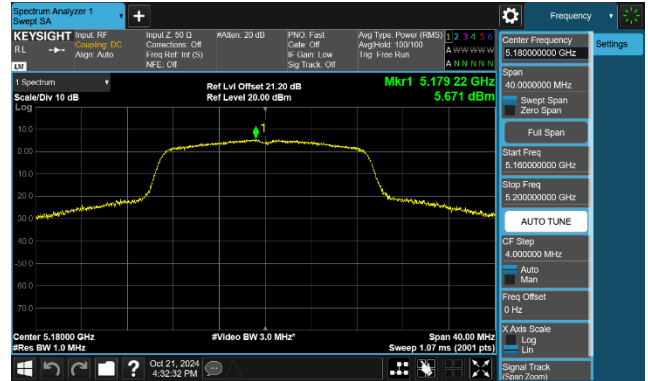 Spectrum Analyzer 1
Swept SA
+
Frequency
KEYSIGHT
RL
LXI
Input: RF
Coupling: DC
Align: Auto
Input Z: 50 Ω
Corrections: Off
Freq Ref: Int (S)
NFE: Off
#Atten: 20 dB
PNO: Fast
Gate: Off
IF Gain: Low
Sig Track: Off
Avg Type: Power (RMS)
Avg|Hold: 100/100
Trig: Free Run
1 2 3 4 5 6
A W W W W W
A N N N N N
1 Spectrum
Scale/Div 10 dB
Log
Ref Lvl Offset 21.20 dB
Ref Level 20.00 dBm
Mkr1 5.179 22 GHz
5.671 dBm
1
10.0
0.00
-10.0
-20.0
-30.0
-40.0
-50.0
-60.0
-70.0
Center 5.18000 GHz
#Res BW 1.0 MHz
#Video BW 3.0 MHz*
Span 40.00 MHz
Sweep 1.07 ms (2001 pts)
?
Oct 21, 2024
4:32:32 PM
Center Frequency
5.180000000 GHz
Span
40.0000000 MHz
Swept Span
Zero Span
Full Span
Start Freq
5.160000000 GHz
Stop Freq
5.200000000 GHz
AUTO TUNE
CF Step
4.000000 MHz
Auto
Man
Freq Offset
0 Hz
X Axis Scale
Log
Lin
Signal Track
(Span Zoom)
Settings